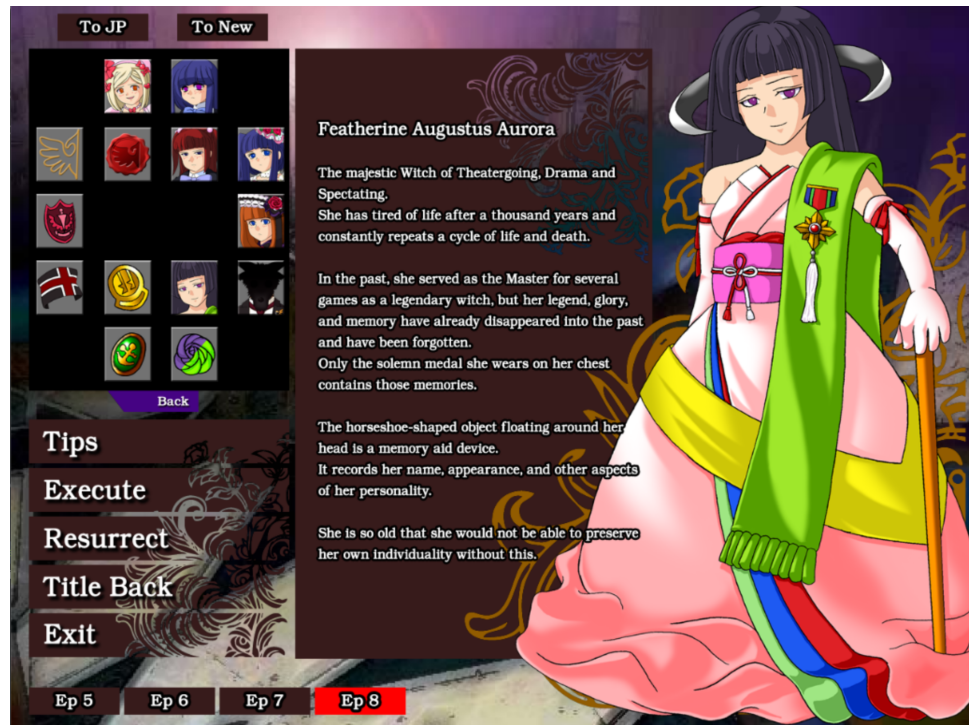 To JP
To New
Featherine Augustus Aurora
The majestic Witch of Theatergoing, Drama and
Spectating.
She has tired of life after a thousand years and
constantly repeats a cycle of life and death.
In the past, she served as the Master for several
games as a legendary witch, but her legend, glory,
and memory have already disappeared into the past
and have been forgotten.
Only the solemn medal she wears on her chest
contains those memories.
The horseshoe-shaped object floating around her
head is a memory aid device.
It records her name, appearance, and other aspects
of her personality.
She is so old that she would not be able to preserve
her own individuality without this.
Back
Tips
Execute
Resurrect
Title Back
Exit
Ep 5
Ep 6
Ep 7
Ep 8